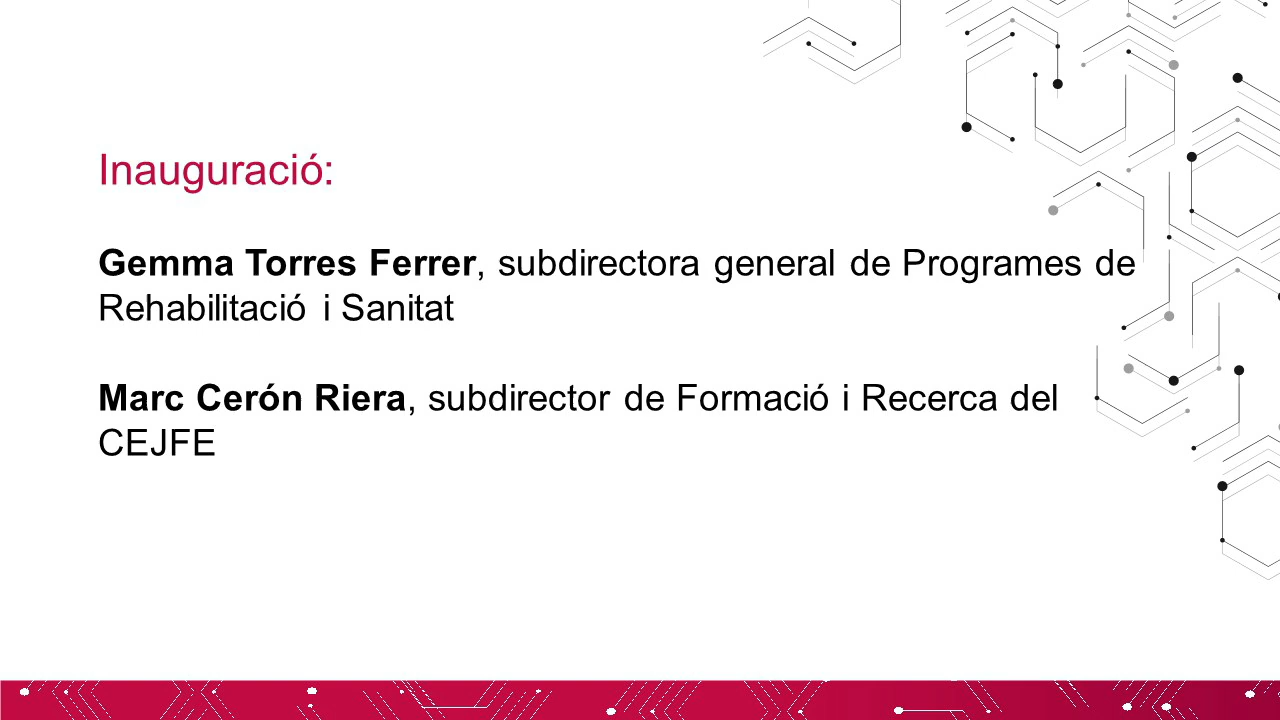 Inauguració:
Gemma Torres Ferrer, subdirectora general de Programes de
Rehabilitació i Sanitat
Marc Cerón Riera, subdirector de Formació i Recerca del
CEJFE